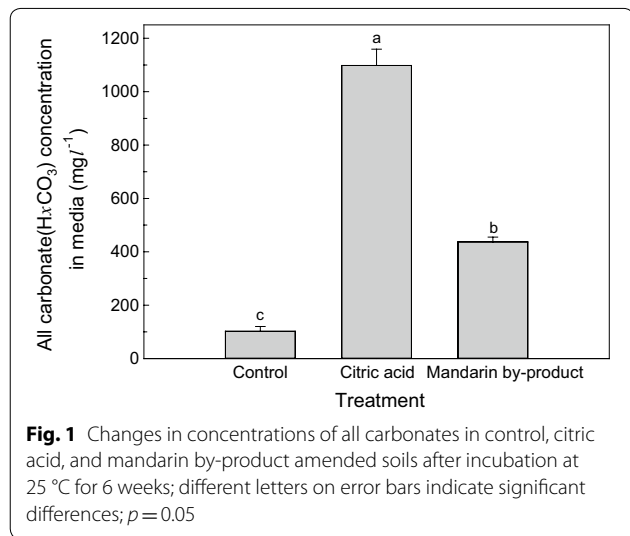 1200
1000
800
600
400
200
0
All carbonate(HxCO₃) concentration
in media (mgl⁻¹)
c
a
b
Control
Citric acid
Mandarin by-product
Treatment
Fig. 1 Changes in concentrations of all carbonates in control, citric
acid, and mandarin by-product amended soils after incubation at
25 °C for 6 weeks; different letters on error bars indicate significant
differences; p = 0.05